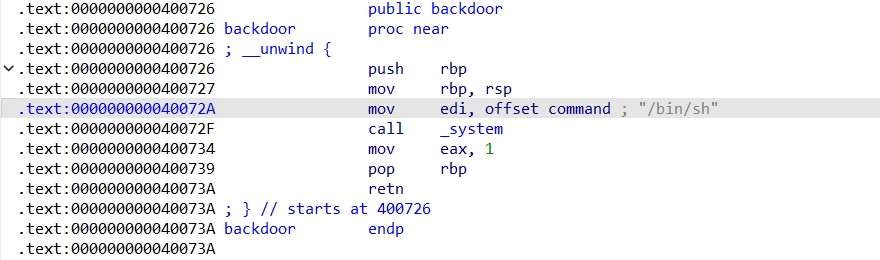 .text:0000000000400726 public backdoor
.text:0000000000400726 backdoor proc near
.text:0000000000400726 ; __unwind {
.text:0000000000400726 push rbp
.text:0000000000400727 mov rbp, rsp
.text:000000000040072A mov edi, offset command ; "/bin/sh"
.text:000000000040072F call _system
.text:0000000000400734 mov eax, 1
.text:0000000000400739 pop rbp
.text:000000000040073A retn
.text:000000000040073A ; } // starts at 400726
.text:000000000040073A backdoor endp
.text:000000000040073A